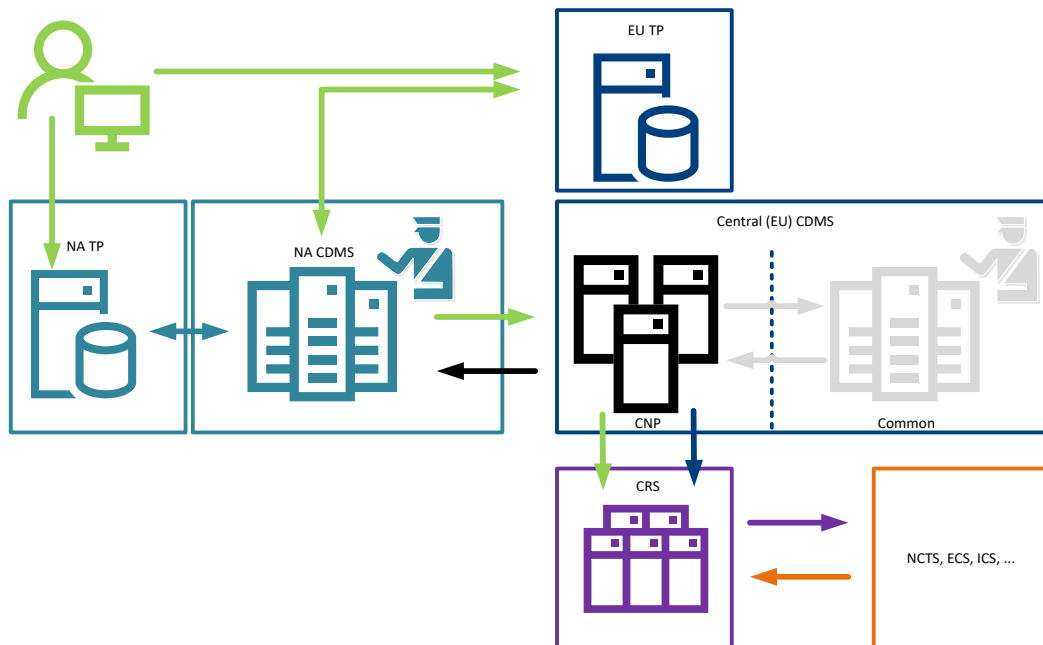 EU TP
Central (EU) CDMS
NA TP
NA CDMS
CNP
Common
CRS
NCTS, ECS, ICS, ...